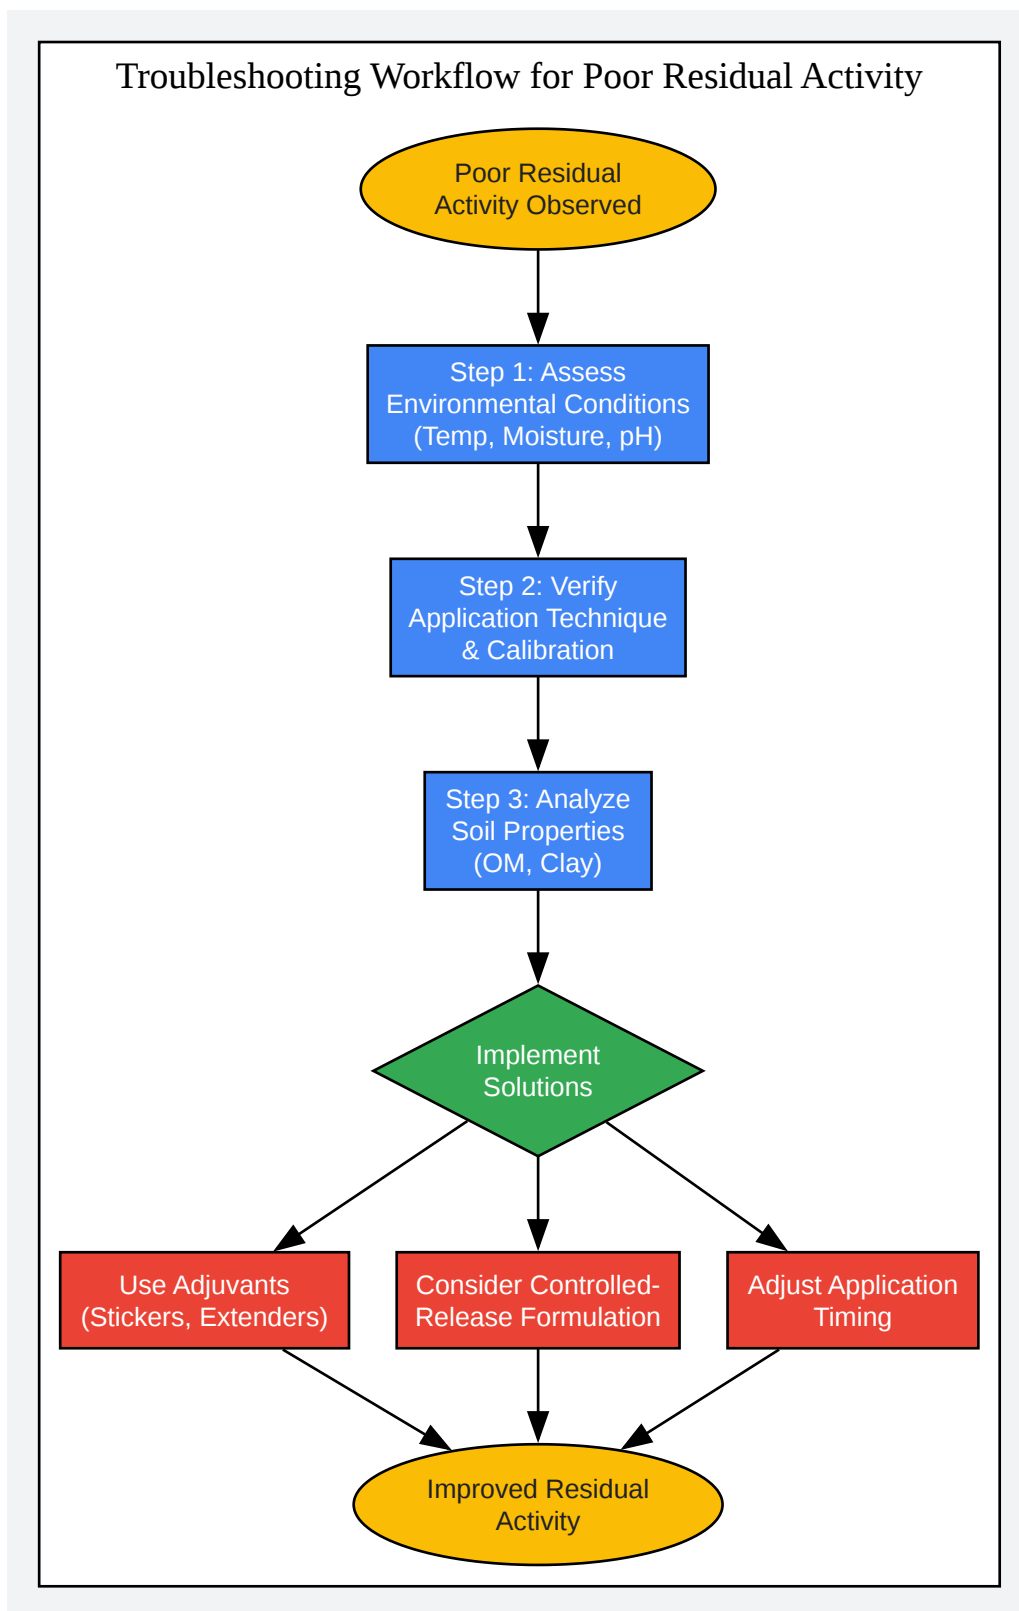 Troubleshooting Workflow for Poor Residual Activity
Poor Residual
Activity Observed
Step 1: Assess
Environmental Conditions
(Temp, Moisture, pH)
Step 2: Verify
Application Technique
& Calibration
Step 3: Analyze
Soil Properties
(OM, Clay)
Implement
Solutions
Use Adjuvants
(Stickers, Extenders)
Consider Controlled-
Release Formulation
Adjust Application
Timing
Improved Residual
Activity